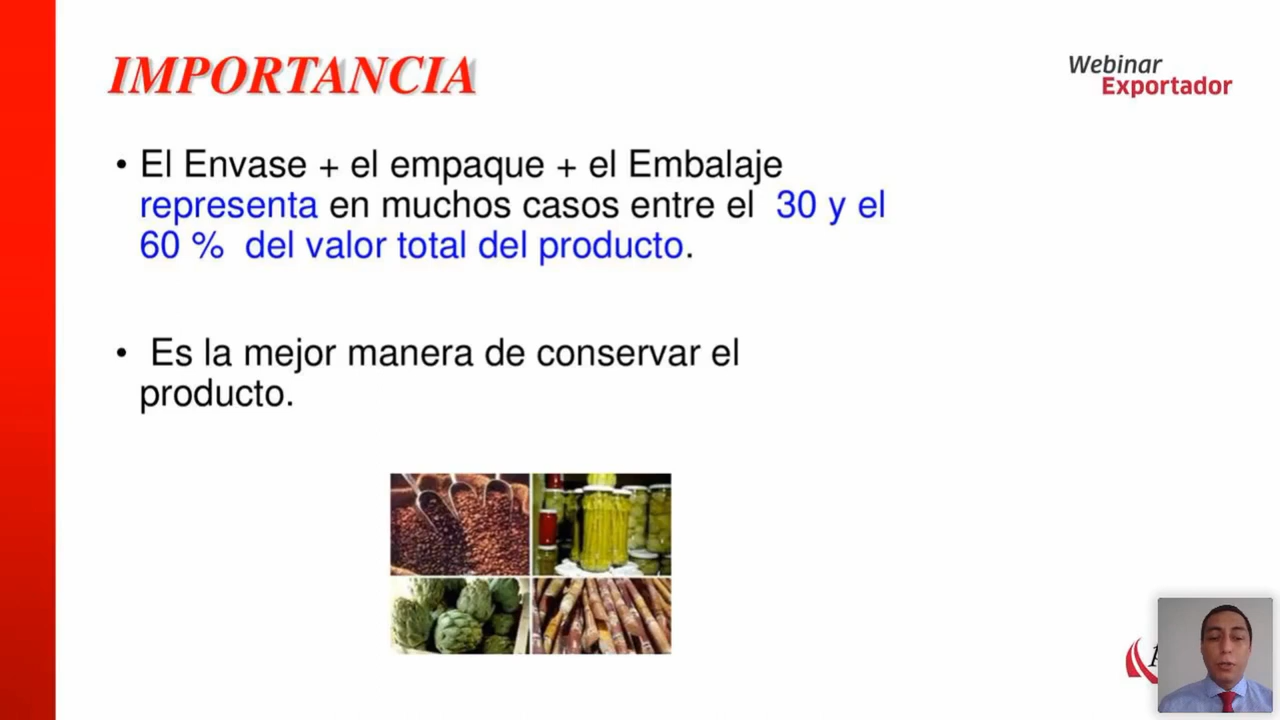 IMPORTANCIA
Webinar
Exportador
• El Envase + el empaque + el Embalaje
representa en muchos casos entre el 30 y el
60 % del valor total del producto.
• Es la mejor manera de conservar el
producto.